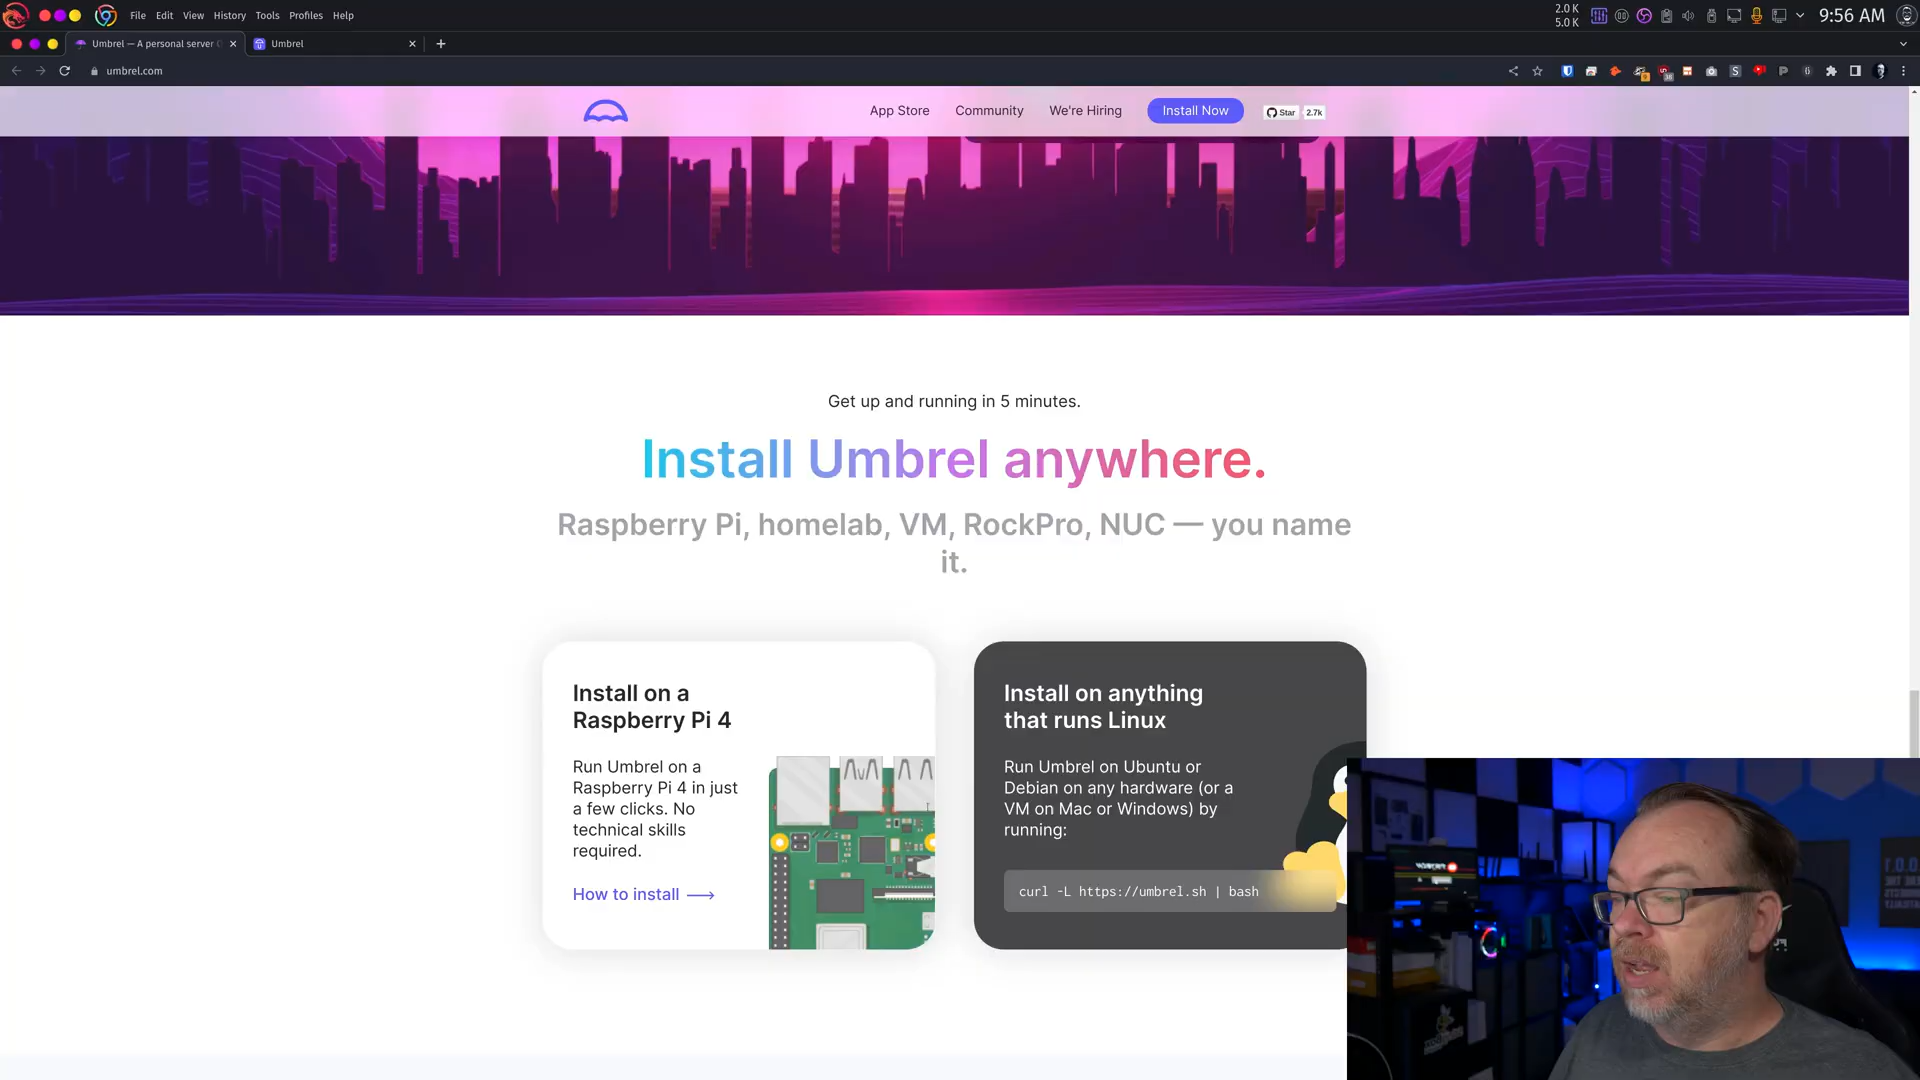 File Edit View History Tools Profiles Help
2.0 K
5.0 K
9:56 AM
Umbrel — A personal server
Umbrel
umbrel.com
App Store Community We're Hiring Install Now Star 2.7k
Get up and running in 5 minutes.
Install Umbrel anywhere.
Raspberry Pi, homelab, VM, RockPro, NUC — you name
it.
Install on a
Raspberry Pi 4
Run Umbrel on a
Raspberry Pi 4 in just
a few clicks. No
technical skills
required.
How to install ⟶
Install on anything
that runs Linux
Run Umbrel on Ubuntu or
Debian on any hardware (or a
VM on Mac or Windows) by
running:
curl -L https://umbrel.sh | bash